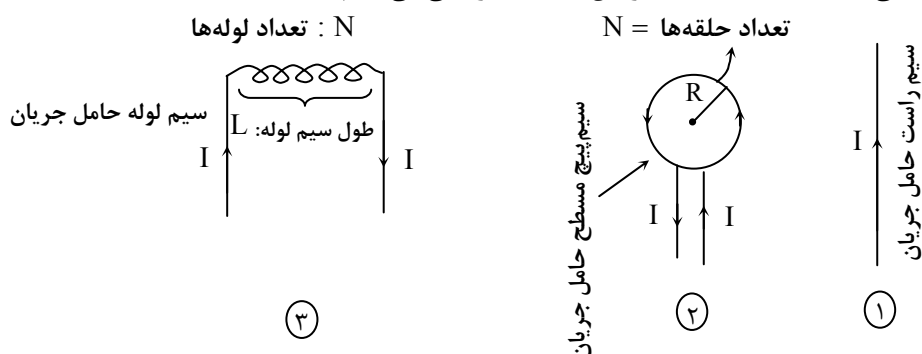 سیم راست حامل جریان
I
۱
تعداد حلقه‌ها = N
R
سیم‌پیچ مسطح حامل جریان
I
I
۲
N : تعداد لوله‌ها
سیم لوله حامل جریان
طول سیم لوله: L
I
I
۳